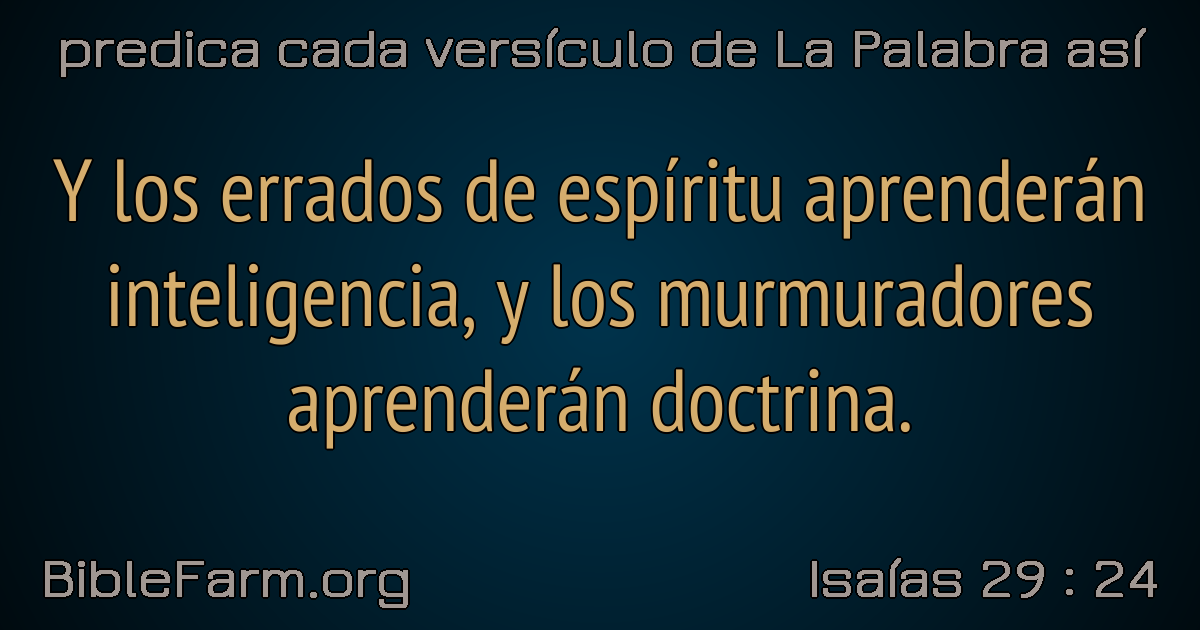 predica cada versículo de La Palabra así
Y los errados de espíritu aprenderán
inteligencia, y los murmuradores
aprenderán doctrina.
BibleFarm.org
Isaías 29 : 24